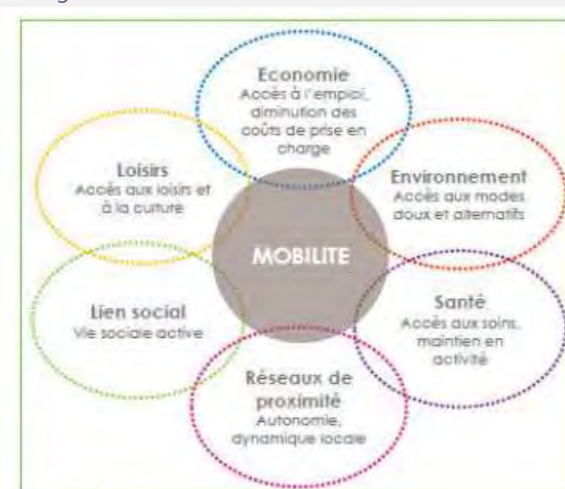 Economie
Accès à l'emploi,
diminution des
coûts de prise en
charge
Loisirs
Accès aux loisirs et
à la culture
Environnement
Accès aux modes
doux et alternatifs
MOBILITE
Lien social
Vie sociale active
Santé
Accès aux soins,
maintien en
activité
Réseaux de
proximité
Autonomie,
dynamique locale